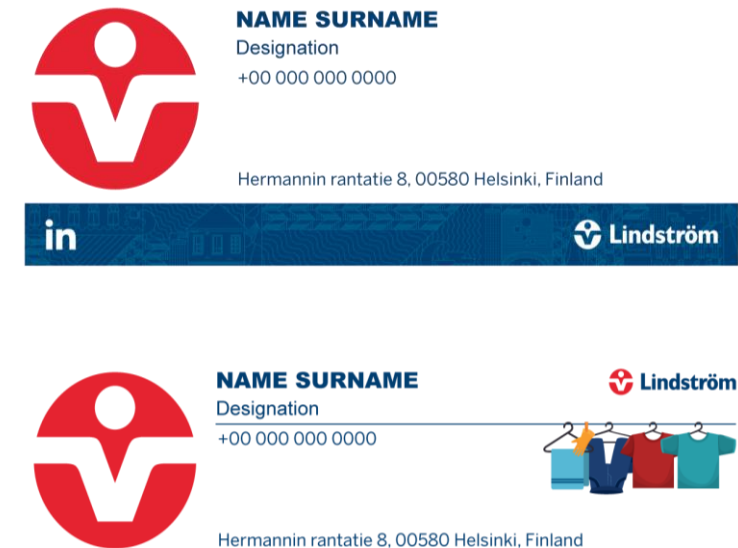 NAME SURNAME
Designation
+00 000 000 0000
Hermannin rantatie 8, 00580 Helsinki, Finland
in
Lindström
NAME SURNAME
Lindström
Designation
+00 000 000 0000
Hermannin rantatie 8, 00580 Helsinki, Finland